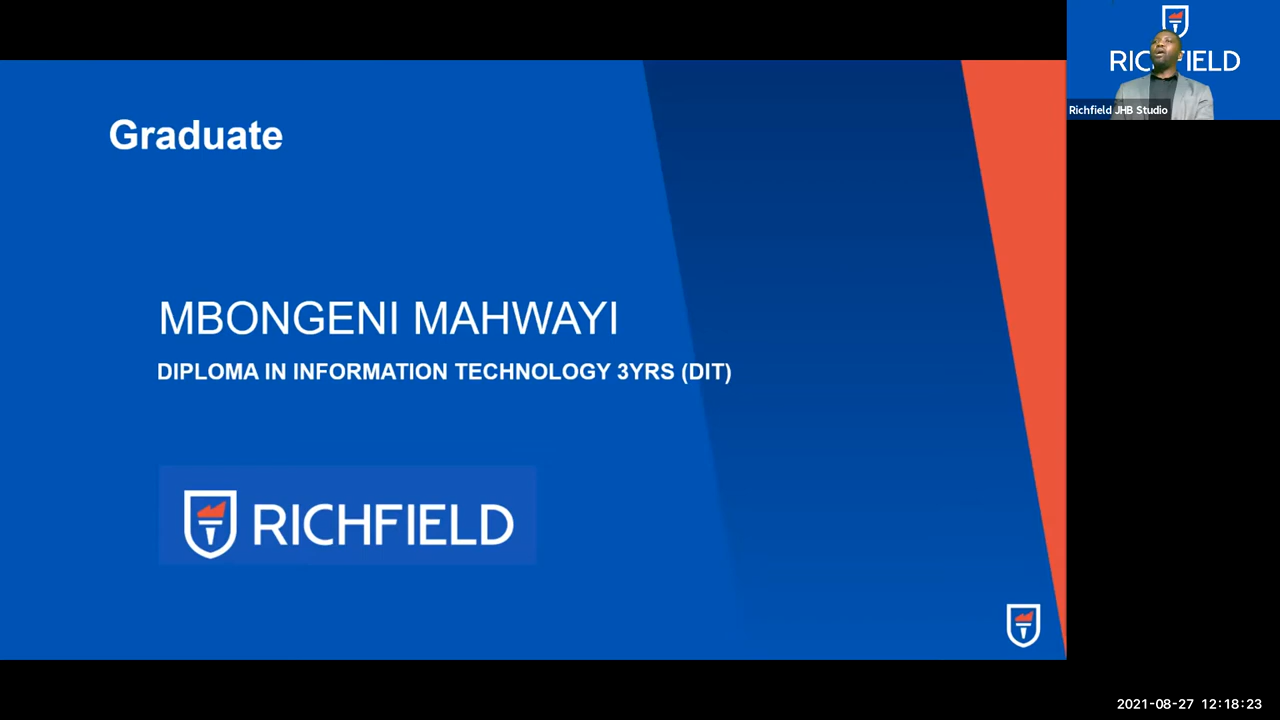 Graduate
MBONGENI MAHWAYI
DIPLOMA IN INFORMATION TECHNOLOGY 3YRS (DIT)
RICHFIELD
RICHFIELD
Richfield JHB Studio
2021-08-27 12:18:23